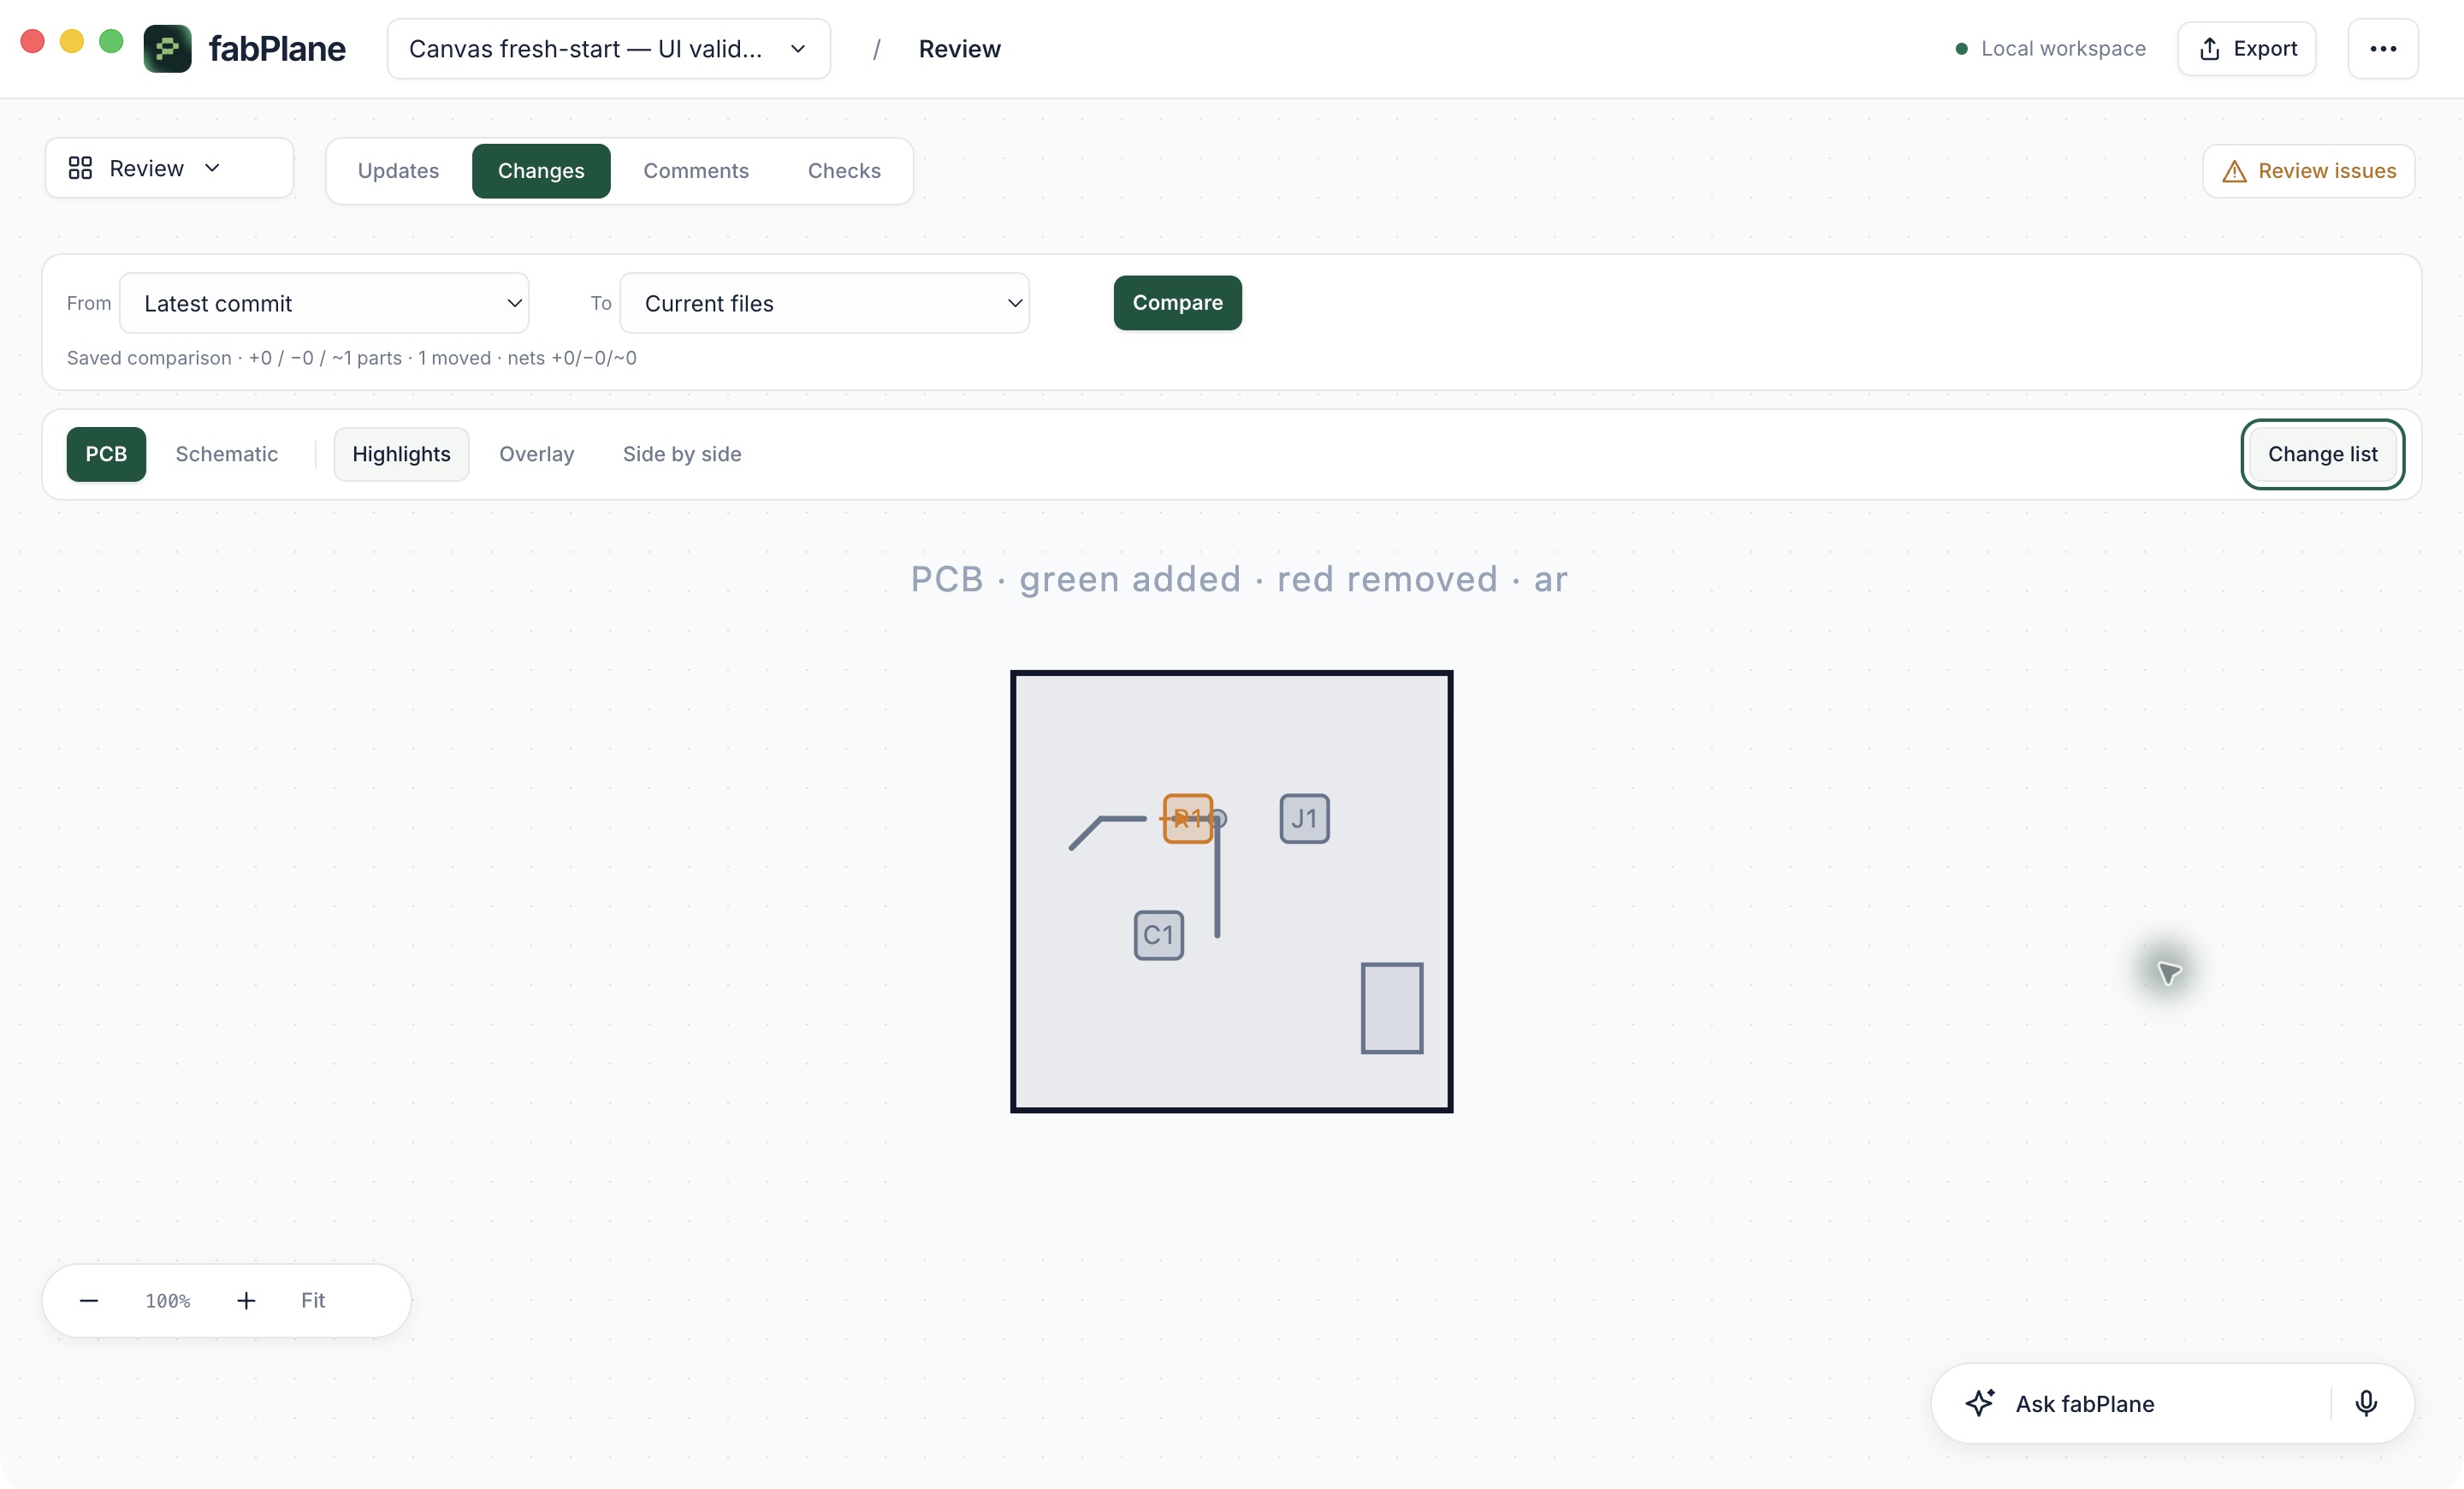 fabPlane
Canvas fresh-start — UI valid...
/
Review
Local workspace
Export
Review
Updates
Changes
Comments
Checks
Review issues
From
Latest commit
To
Current files
Compare
Saved comparison · +0 / −0 / ~1 parts · 1 moved · nets +0/−0/~0
PCB
Schematic
Highlights
Overlay
Side by side
Change list
PCB · green added · red removed · ar
R1
J1
C1
100%
Fit
Ask fabPlane